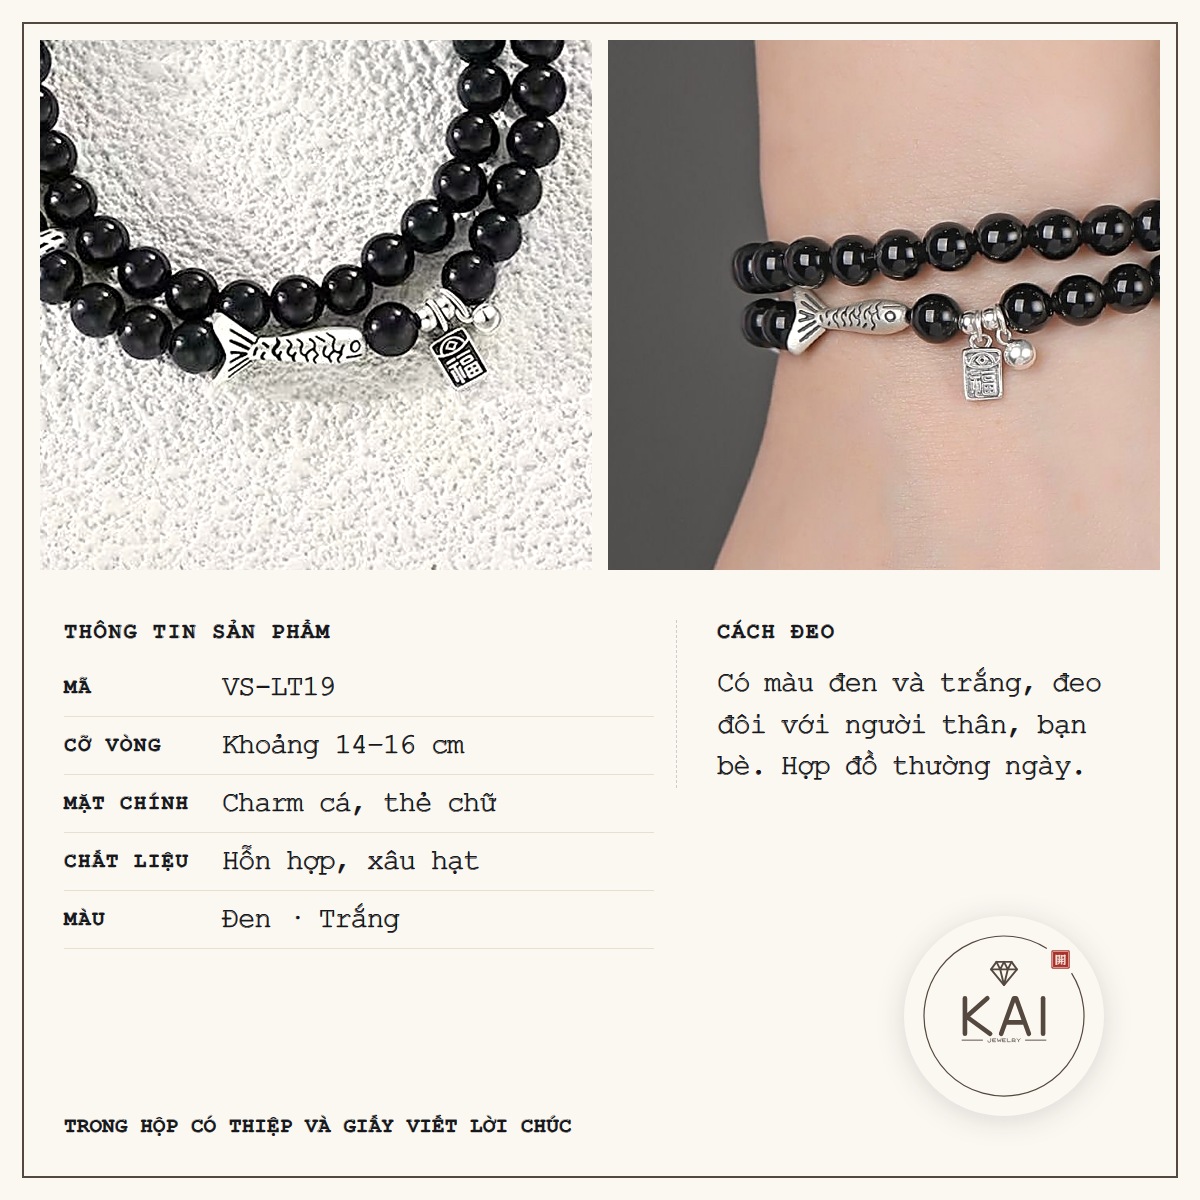 福
福
THÔNG TIN SẢN PHẨM
MÃ VS-LT19
CỠ VÒNG Khoảng 14-16 cm
MẶT CHÍNH Charm cá, thẻ chữ
CHẤT LIỆU Hỗn hợp, xâu hạt
MÀU Đen · Trắng
CÁCH ĐEO
Có màu đen và trắng, đeo
đôi với người thân, bạn
bè. Hợp đồ thường ngày.
開
KAI
JEWELRY
TRONG HỘP CÓ THIỆP VÀ GIẤY VIẾT LỜI CHÚC